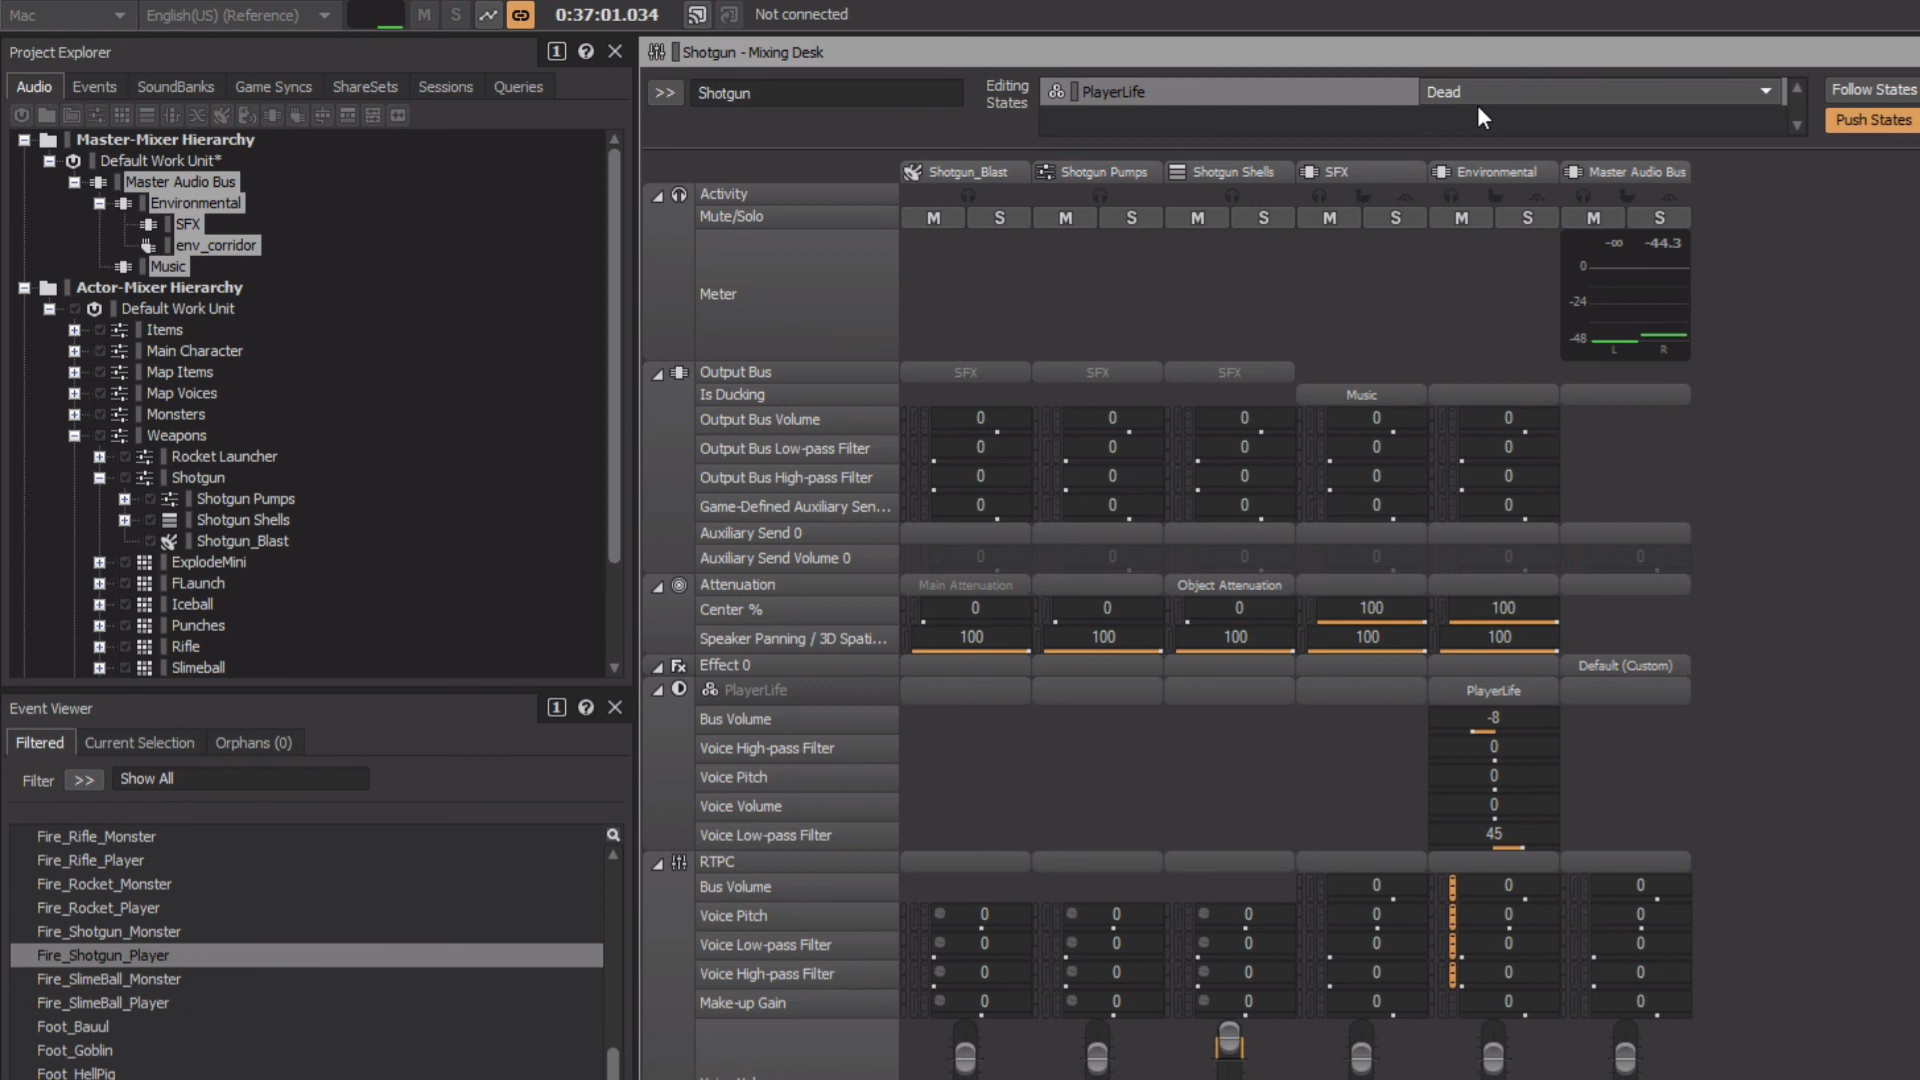 Mac
English(US) (Reference)
M
S
0:37:01.034
Not connected
Project Explorer
1
Audio
Events
SoundBanks
Game Syncs
ShareSets
Sessions
Queries
Master-Mixer Hierarchy
Default Work Unit*
Master Audio Bus
Environmental
SFX
env_corridor
Music
Actor-Mixer Hierarchy
Default Work Unit
Items
Main Character
Map Items
Map Voices
Monsters
Weapons
Rocket Launcher
Shotgun
Shotgun Pumps
Shotgun Shells
Shotgun_Blast
ExplodeMini
FLaunch
Iceball
Punches
Rifle
Slimeball
Event Viewer
1
Filtered
Current Selection
Orphans (0)
Filter >> Show All
Fire_Rifle_Monster
Fire_Rifle_Player
Fire_Rocket_Monster
Fire_Rocket_Player
Fire_Shotgun_Monster
Fire_Shotgun_Player
Fire_SlimeBall_Monster
Fire_SlimeBall_Player
Foot_Bauul
Foot_Goblin
Foot_HellPig
Shotgun - Mixing Desk
>> Shotgun
Editing States
PlayerLife
Dead
Follow States
Push States
Shotgun_Blast Shotgun Pumps Shotgun Shells SFX Environmental Master Audio Bus
Activity
Mute/Solo M S M S M S M S M S M S
Meter
-∞ -44.3
0
-24
-48
L R
Output Bus SFX SFX SFX
Is Ducking Music
Output Bus Volume 0 0 0 0 0
Output Bus Low-pass Filter 0 0 0 0 0
Output Bus High-pass Filter 0 0 0 0 0
Game-Defined Auxiliary Sen... 0 0 0 0 0
Auxiliary Send 0
Auxiliary Send Volume 0 0 0 0 0 0 0
Attenuation Main Attenuation Object Attenuation
Center % 0 0 0 100 100
Speaker Panning / 3D Spati... 100 100 100 100 100
Fx Effect 0 Default (Custom)
PlayerLife PlayerLife
Bus Volume -8
Voice High-pass Filter 0
Voice Pitch 0
Voice Volume 0
Voice Low-pass Filter 45
RTPC
Bus Volume 0 0 0
Voice Pitch 0 0 0 0 0 0
Voice Low-pass Filter 0 0 0 0 0 0
Voice High-pass Filter 0 0 0 0 0 0
Make-up Gain 0 0 0 0 0 0